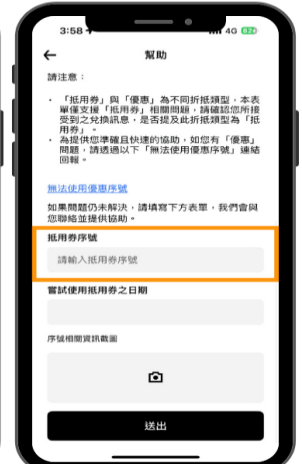 3:58
4G
幫助
請注意：
• 「抵用券」與「優惠」為不同折抵類型，本表
單僅支援「抵用券」相關問題，請確認您所接
受到之兌換訊息，是否提及此折抵類型為「抵
用券」。
• 為提供您準確且快速的協助，如您有「優惠」
問題，請透過以下「無法使用優惠序號」連結
回報。
無法使用優惠序號
如果問題仍未解決，請填寫下方表單，我們會與
您聯絡並提供協助。
抵用券序號
請輸入抵用券序號
嘗試使用抵用券之日期
序號相關資訊截圖
送出